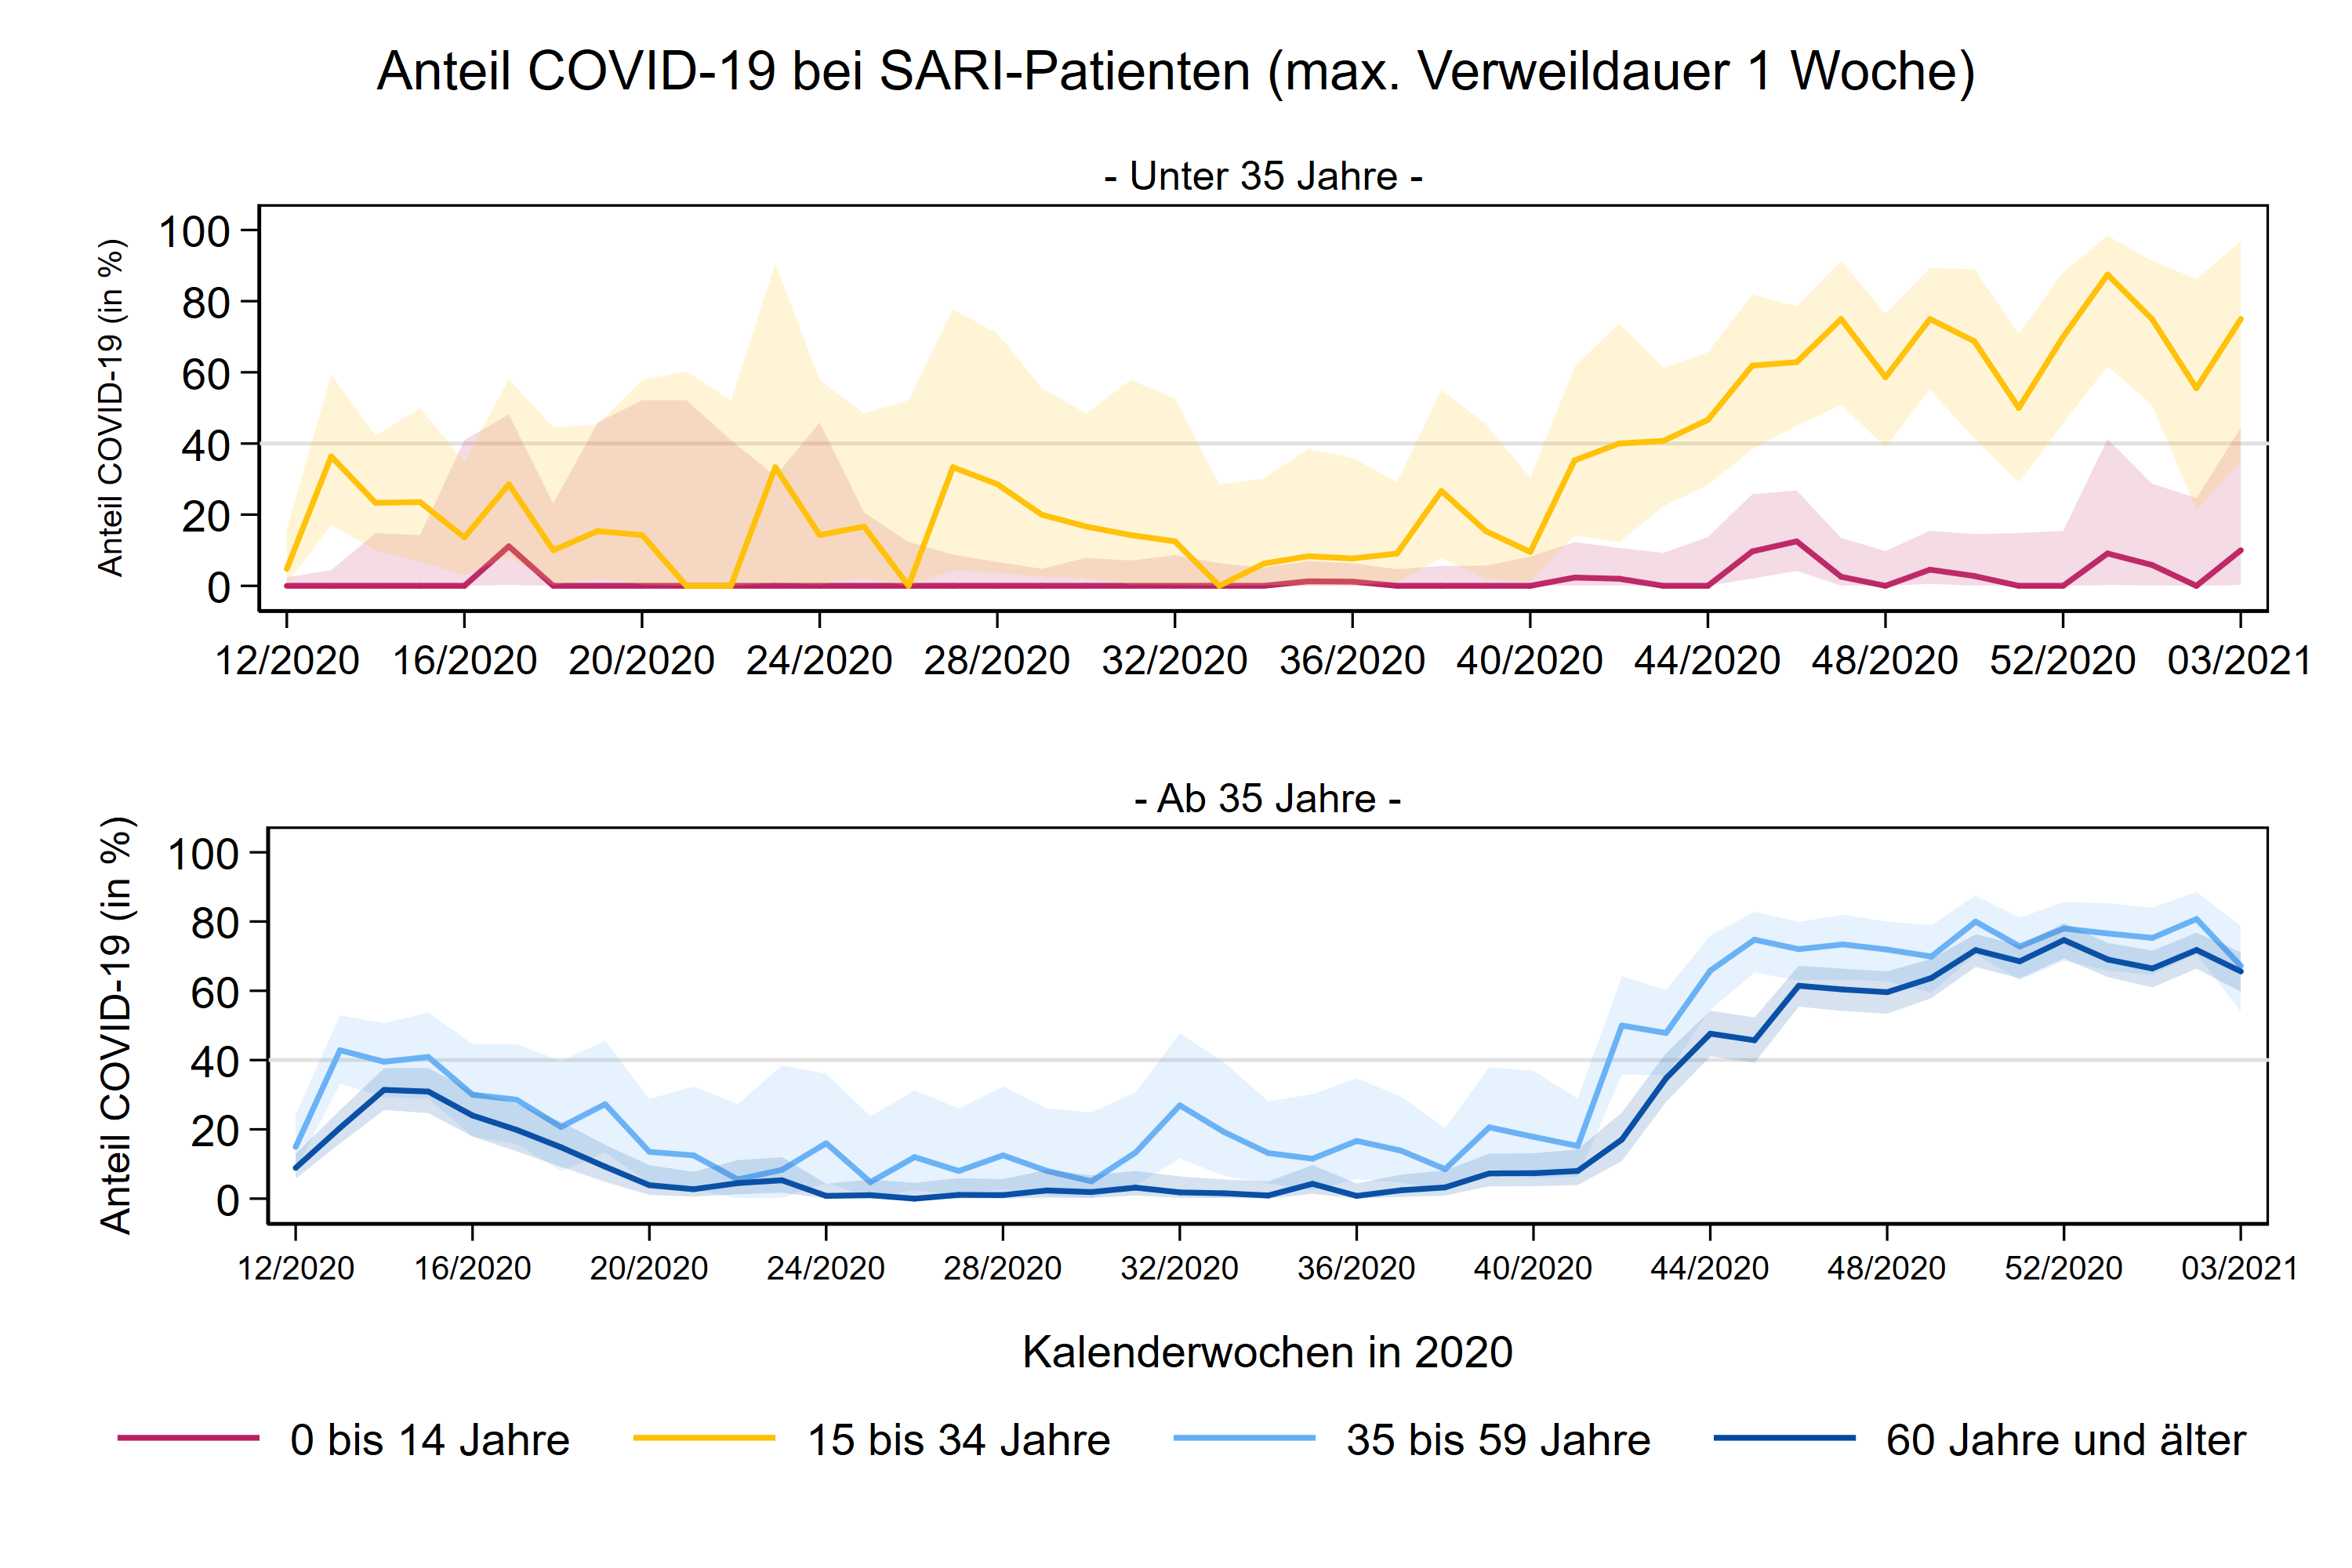 Anteil COVID-19 bei SARI-Patienten (max. Verweildauer 1 Woche)
- Unter 35 Jahre -
Anteil COVID-19 (in %)
100
80
60
40
20
0
12/2020 16/2020 20/2020 24/2020 28/2020 32/2020 36/2020 40/2020 44/2020 48/2020 52/2020 03/2021
- Ab 35 Jahre -
Anteil COVID-19 (in %)
100
80
60
40
20
0
12/2020 16/2020 20/2020 24/2020 28/2020 32/2020 36/2020 40/2020 44/2020 48/2020 52/2020 03/2021
Kalenderwochen in 2020
0 bis 14 Jahre 15 bis 34 Jahre 35 bis 59 Jahre 60 Jahre und älter